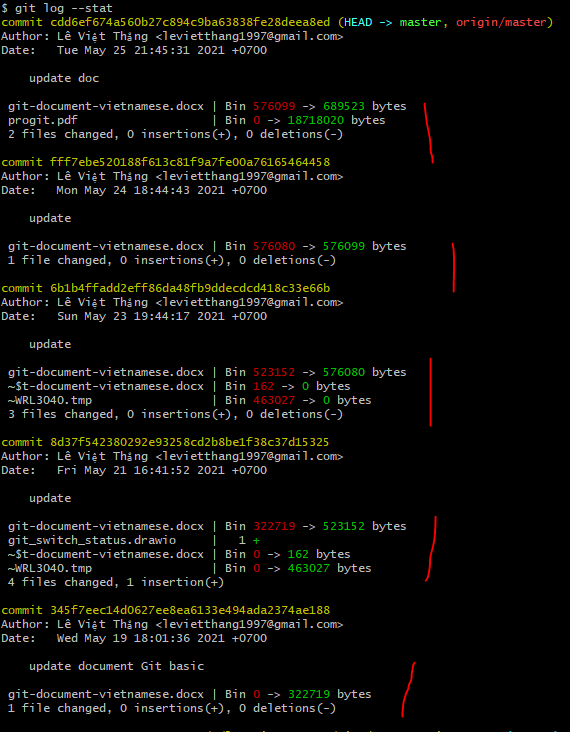 $ git log --stat
commit cdd6ef674a560b27c894c9ba63838fe28deea8ed (HEAD -> master, origin/master)
Author: Lê Việt Thắng <levietthang1997@gmail.com>
Date:   Tue May 25 21:45:31 2021 +0700
update doc
git-document-vietnamese.docx | Bin 576099 -> 689523 bytes
progit.pdf                   | Bin 0 -> 18718020 bytes
2 files changed, 0 insertions(+), 0 deletions(-)
commit fff7ebe520188f613c81f9a7fe00a76165464458
Author: Lê Việt Thắng <levietthang1997@gmail.com>
Date:   Mon May 24 18:44:43 2021 +0700
update
git-document-vietnamese.docx | Bin 576080 -> 576099 bytes
1 file changed, 0 insertions(+), 0 deletions(-)
commit 6b1b4ffadd2eff86da48fb9ddecdcd418c33e66b
Author: Lê Việt Thắng <levietthang1997@gmail.com>
Date:   Sun May 23 19:44:17 2021 +0700
update
git-document-vietnamese.docx | Bin 523152 -> 576080 bytes
~$t-document-vietnamese.docx | Bin 162 -> 0 bytes
~WRL3040.tmp                 | Bin 463027 -> 0 bytes
3 files changed, 0 insertions(+), 0 deletions(-)
commit 8d37f542380292e93258cd2b8be1f38c37d15325
Author: Lê Việt Thắng <levietthang1997@gmail.com>
Date:   Fri May 21 16:41:52 2021 +0700
update
git-document-vietnamese.docx | Bin 322719 -> 523152 bytes
git_switch_status.drawio     |   1 +
~$t-document-vietnamese.docx | Bin 0 -> 162 bytes
~WRL3040.tmp                 | Bin 0 -> 463027 bytes
4 files changed, 1 insertion(+)
commit 345f7eec14d0627ee8ea6133e494ada2374ae188
Author: Lê Việt Thắng <levietthang1997@gmail.com>
Date:   Wed May 19 18:01:36 2021 +0700
update document Git basic
git-document-vietnamese.docx | Bin 0 -> 322719 bytes
1 file changed, 0 insertions(+), 0 deletions(-)